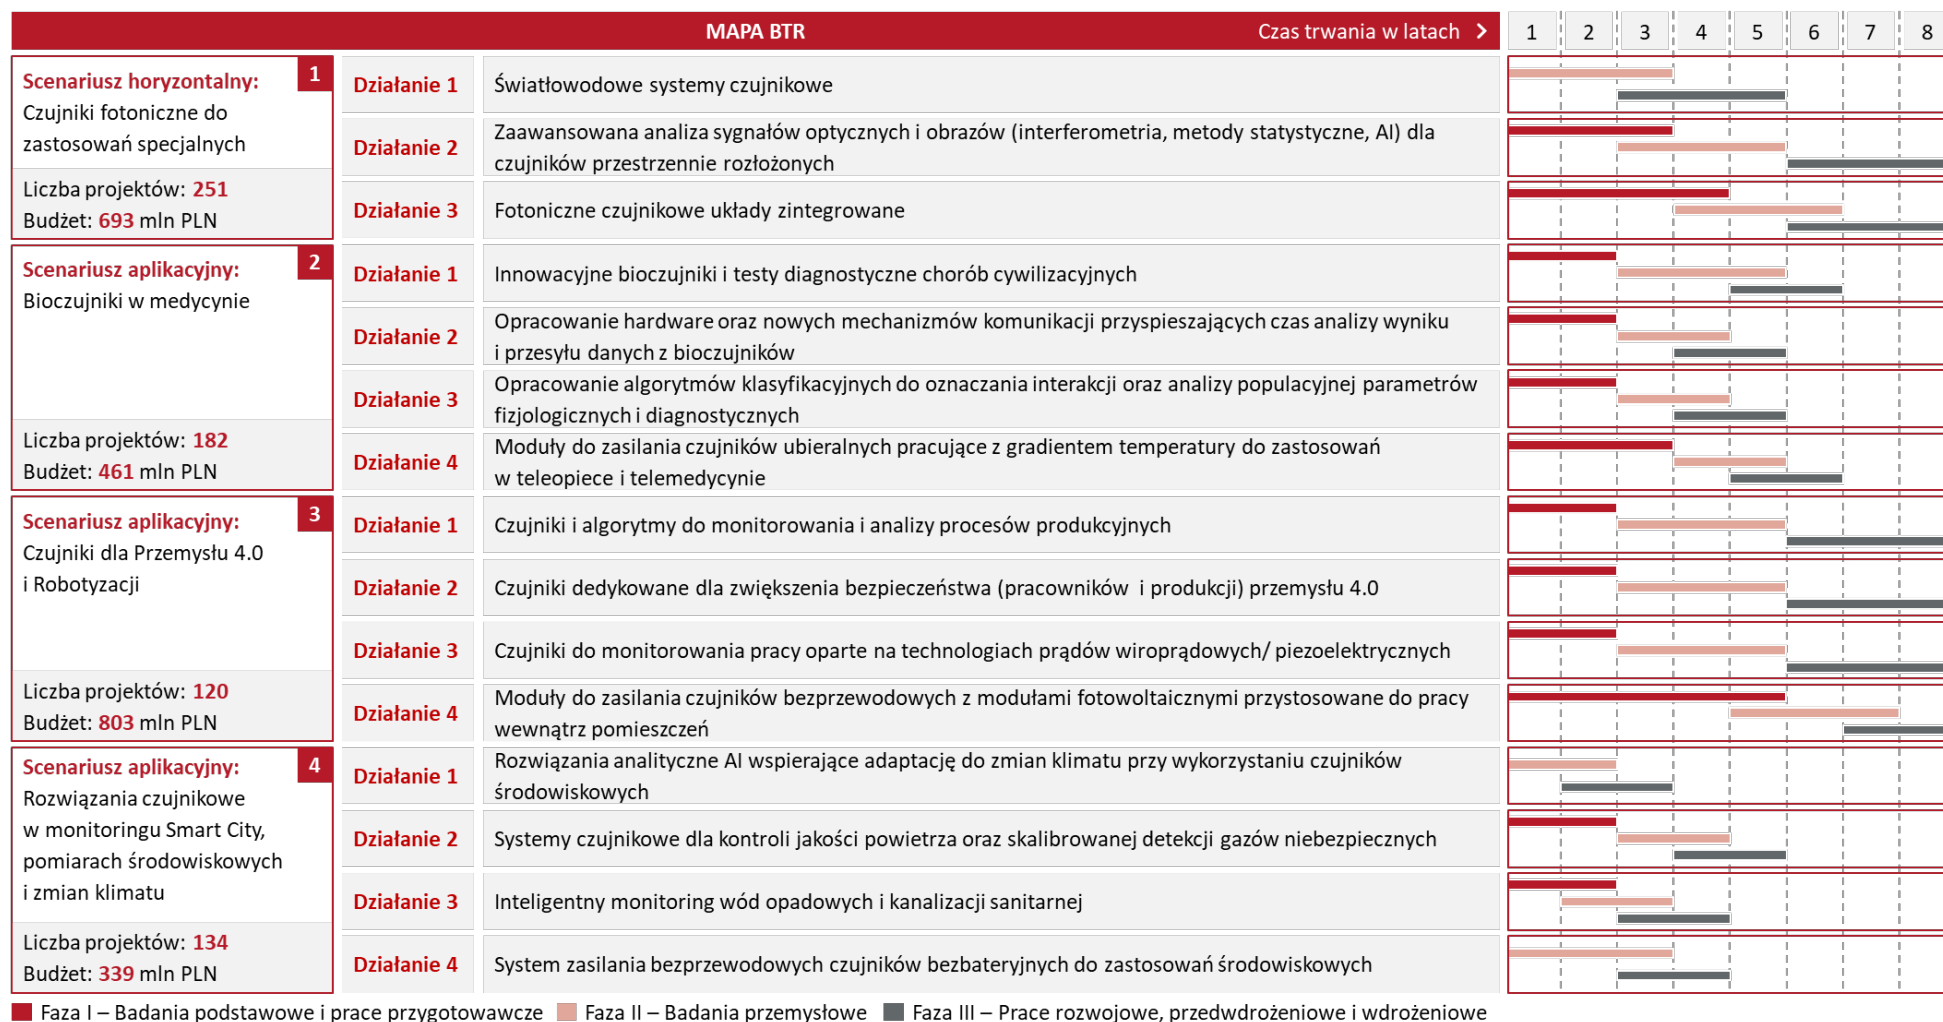 MAPA BTR
Czas trwania w latach
1 2 3 4 5 6 7 8
Scenariusz horyzontalny: 1
Czujniki fotoniczne do
zastosowań specjalnych
Liczba projektów: 251
Budżet: 693 mln PLN
Działanie 1
Światłowodowe systemy czujnikowe
Działanie 2
Zaawansowana analiza sygnałów optycznych i obrazów (interferometria, metody statystyczne, AI) dla
czujników przestrzennie rozłożonych
Działanie 3
Fotoniczne czujnikowe układy zintegrowane
Scenariusz aplikacyjny: 2
Bioczujniki w medycynie
Liczba projektów: 182
Budżet: 461 mln PLN
Działanie 1
Innowacyjne bioczujniki i testy diagnostyczne chorób cywilizacyjnych
Działanie 2
Opracowanie hardware oraz nowych mechanizmów komunikacji przyspieszających czas analizy wyniku
i przesyłu danych z bioczujników
Działanie 3
Opracowanie algorytmów klasyfikacyjnych do oznaczania interakcji oraz analizy populacyjnej parametrów
fizjologicznych i diagnostycznych
Działanie 4
Moduły do zasilania czujników ubieralnych pracujące z gradientem temperatury do zastosowań
w teleopiece i telemedycynie
Scenariusz aplikacyjny: 3
Czujniki dla Przemysłu 4.0
i Robotyzacji
Liczba projektów: 120
Budżet: 803 mln PLN
Działanie 1
Czujniki i algorytmy do monitorowania i analizy procesów produkcyjnych
Działanie 2
Czujniki dedykowane dla zwiększenia bezpieczeństwa (pracowników i produkcji) przemysłu 4.0
Działanie 3
Czujniki do monitorowania pracy oparte na technologiach prądów wiroprądowych/ piezoelektrycznych
Działanie 4
Moduły do zasilania czujników bezprzewodowych z modułami fotowoltaicznymi przystosowane do pracy
wewnątrz pomieszczeń
Scenariusz aplikacyjny: 4
Rozwiązania czujnikowe
w monitoringu Smart City,
pomiarach środowiskowych
i zmian klimatu
Liczba projektów: 134
Budżet: 339 mln PLN
Działanie 1
Rozwiązania analityczne AI wspierające adaptację do zmian klimatu przy wykorzystaniu czujników
środowiskowych
Działanie 2
Systemy czujnikowe dla kontroli jakości powietrza oraz skalibrowanej detekcji gazów niebezpiecznych
Działanie 3
Inteligentny monitoring wód opadowych i kanalizacji sanitarnej
Działanie 4
System zasilania bezprzewodowych czujników bezbateryjnych do zastosowań środowiskowych
Faza I – Badania podstawowe i prace przygotowawcze
Faza II – Badania przemysłowe
Faza III – Prace rozwojowe, przedwdrożeniowe i wdrożeniowe